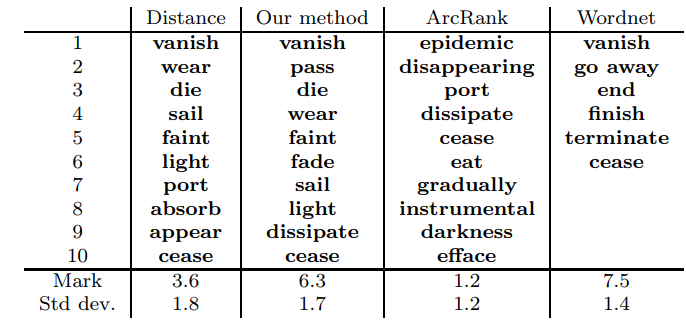 Distance Our method ArcRank Wordnet
1 vanish vanish epidemic vanish
2 wear pass disappearing go away
3 die die port end
4 sail wear dissipate finish
5 faint faint cease terminate
6 light fade eat cease
7 port sail gradually
8 absorb light instrumental
9 appear dissipate darkness
10 cease cease efface
Mark 3.6 6.3 1.2 7.5
Std dev. 1.8 1.7 1.2 1.4